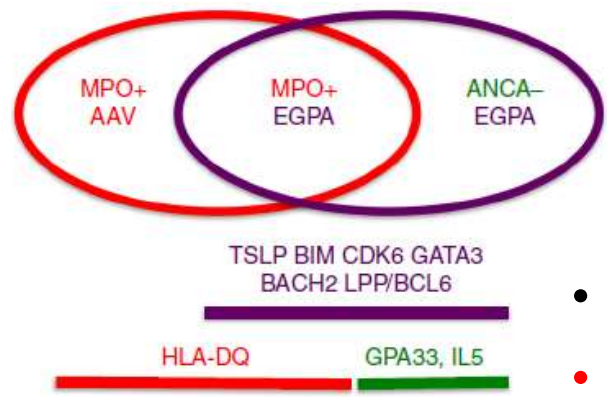 MPO+ MPO+ ANCA–
AAV EGPA EGPA
TSLP BIM CDK6 GATA3
BACH2 LPP/BCL6
HLA-DQ GPA33, IL5